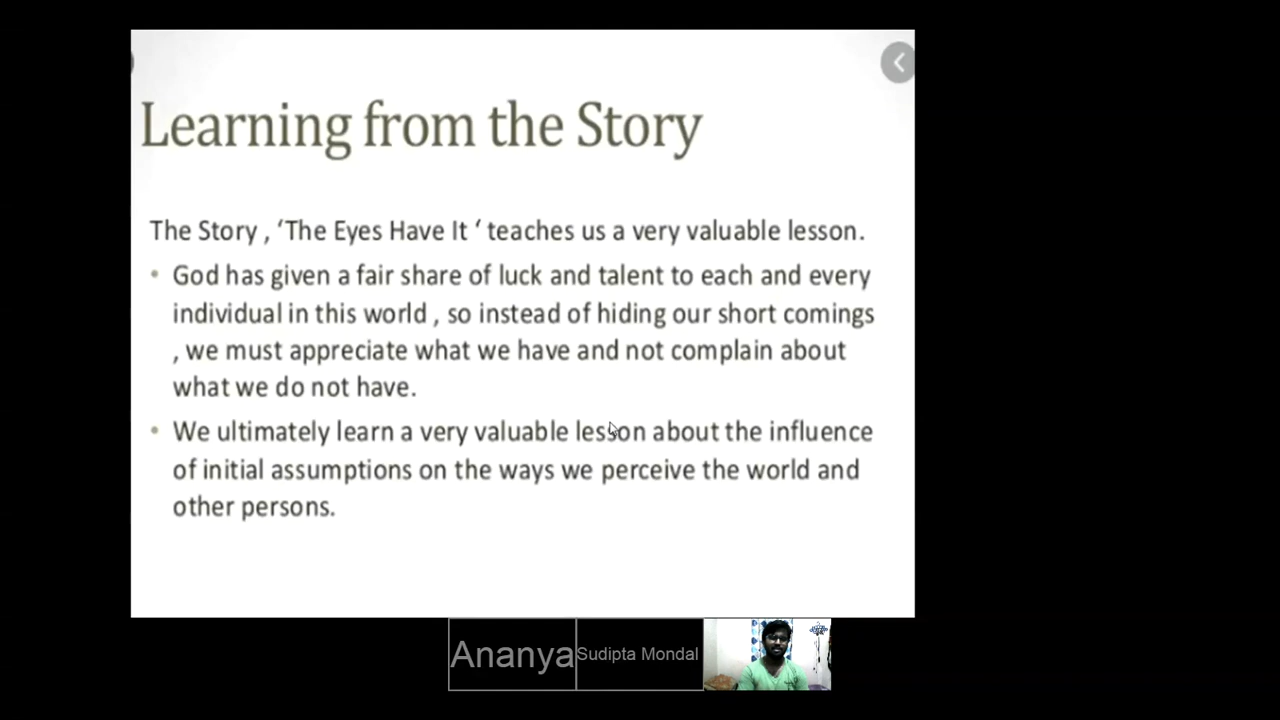 Learning from the Story
The Story , ‘The Eyes Have It ‘ teaches us a very valuable lesson.
• God has given a fair share of luck and talent to each and every
individual in this world , so instead of hiding our short comings
, we must appreciate what we have and not complain about
what we do not have.
• We ultimately learn a very valuable lesson about the influence
of initial assumptions on the ways we perceive the world and
other persons.
Ananya
Sudipta Mondal